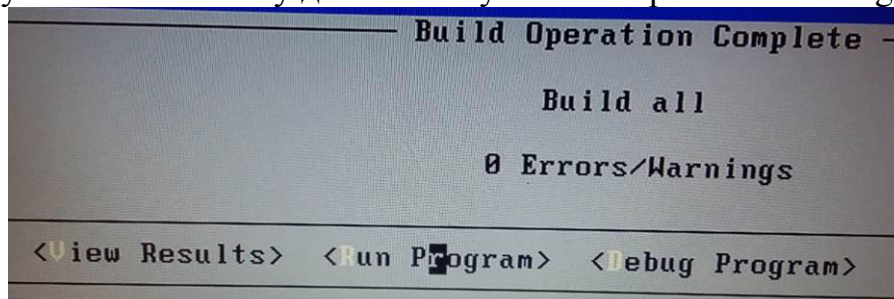 Build Operation Complete
Build all
0 Errors/Warnings
<View Results> <Run Program> <Debug Program>